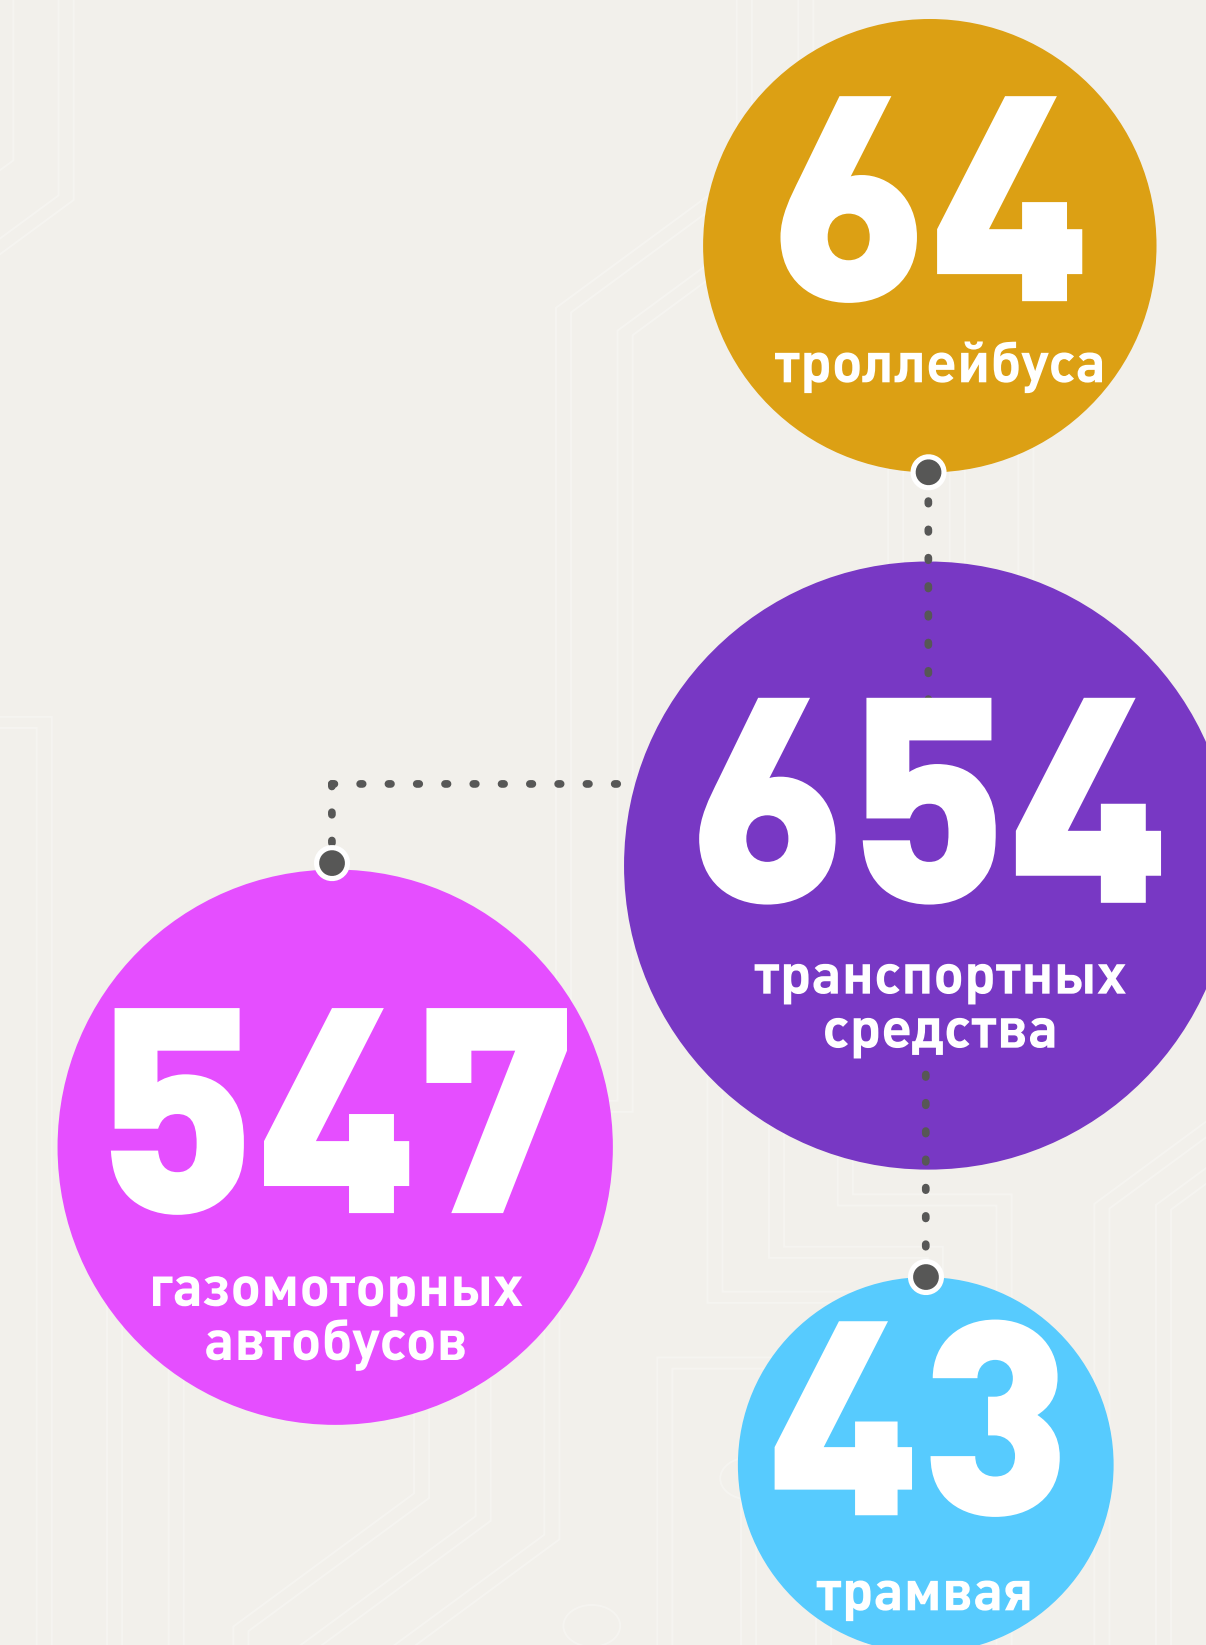 64
троллейбуса
654
транспортных
средства
547
газомоторных
автобусов
43
трамвая